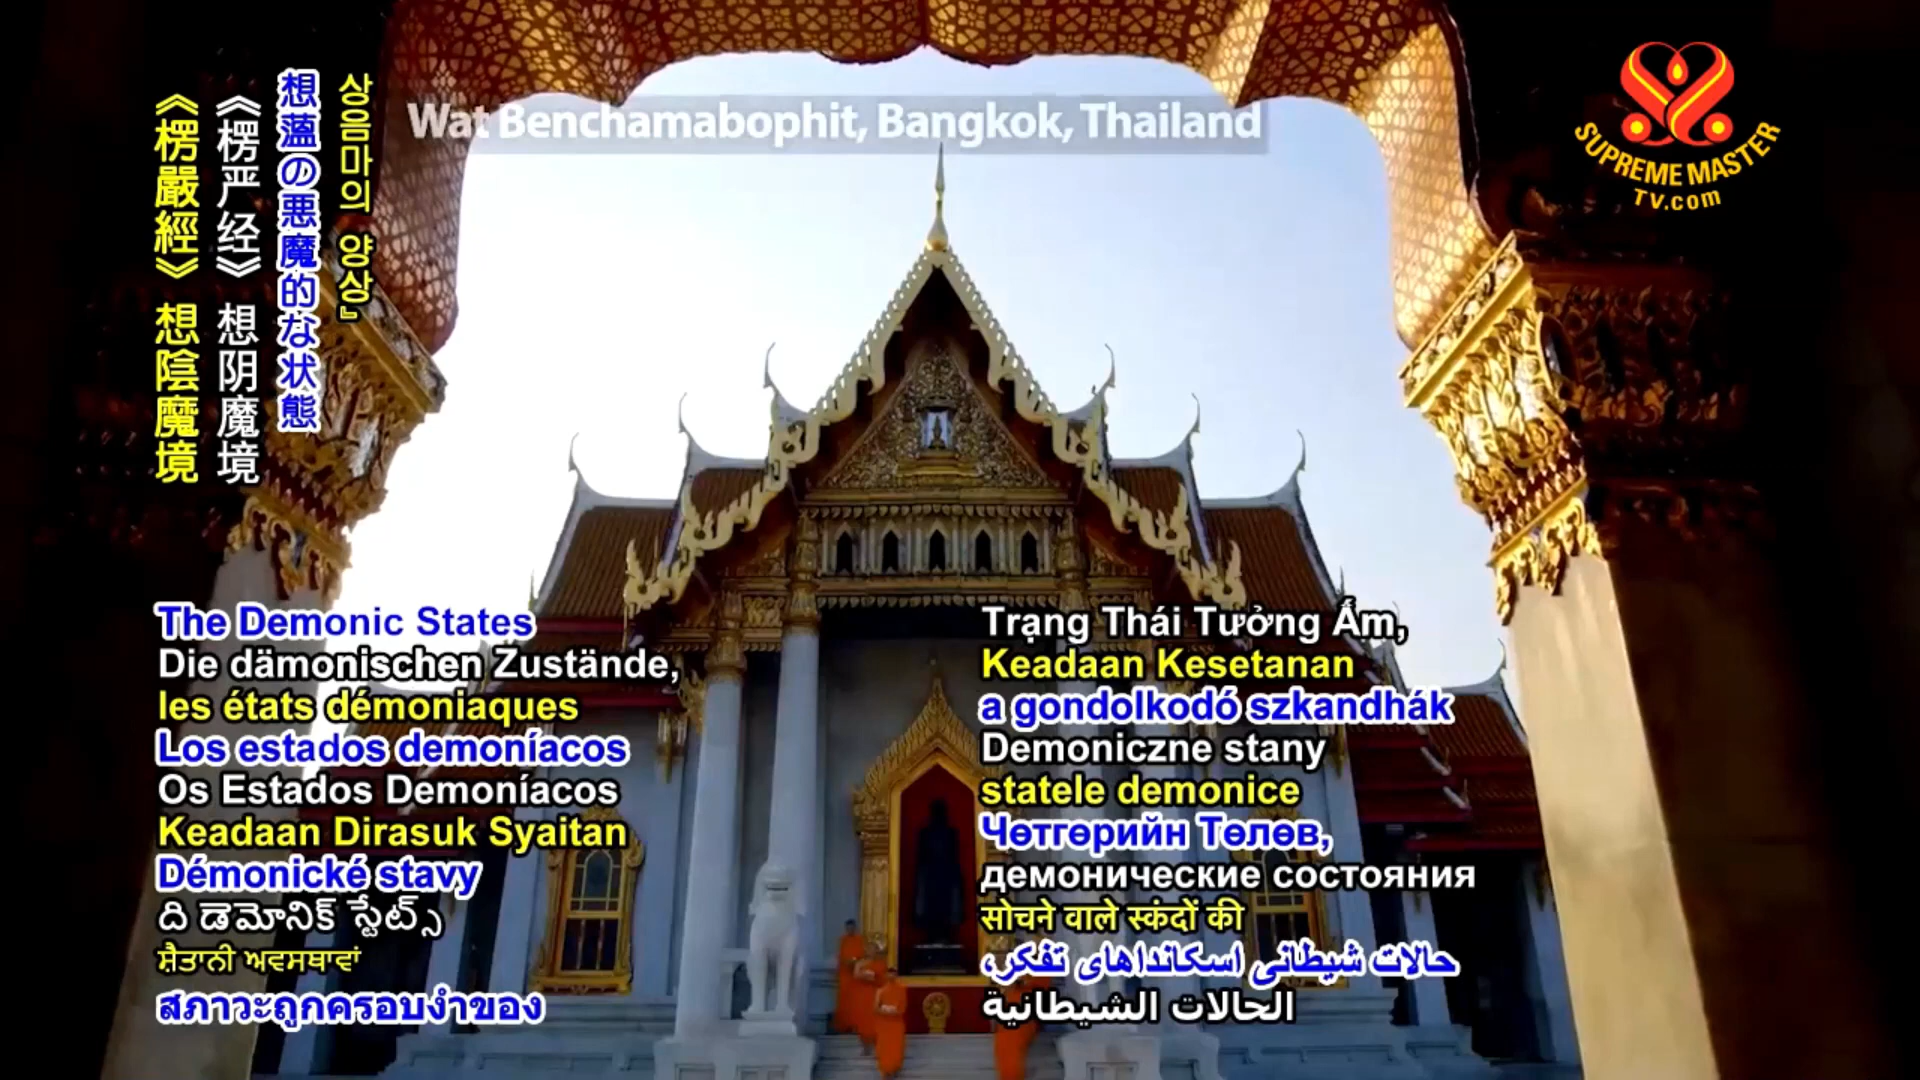 Wat Benchamabophit, Bangkok, Thailand
SUPREME MASTER
TV.com
상음마의 양상』
想蘊の悪魔的な状態
《楞严经》 想阴魔境
《楞嚴經》 想陰魔境
The Demonic States
Die dämonischen Zustände,
les états démoniaques
Los estados demoníacos
Os Estados Demoníacos
Keadaan Dirasuk Syaitan
Démonické stavy
ది డెమోనిక్ స్టేట్స్
ਸ਼ੈਤਾਨੀ ਅਵਸਥਾਵਾਂ
สภาวะถูกครอบงำของ
Trạng Thái Tưởng Ấm,
Keadaan Kesetanan
a gondolkodó szkandhák
Demoniczne stany
statele demonice
Чөтгөрийн Төлөв,
демонические состояния
सोचने वाले स्कंदों की
حالات شیطانی اسکانداهای تفکر،
الحالات الشيطانية